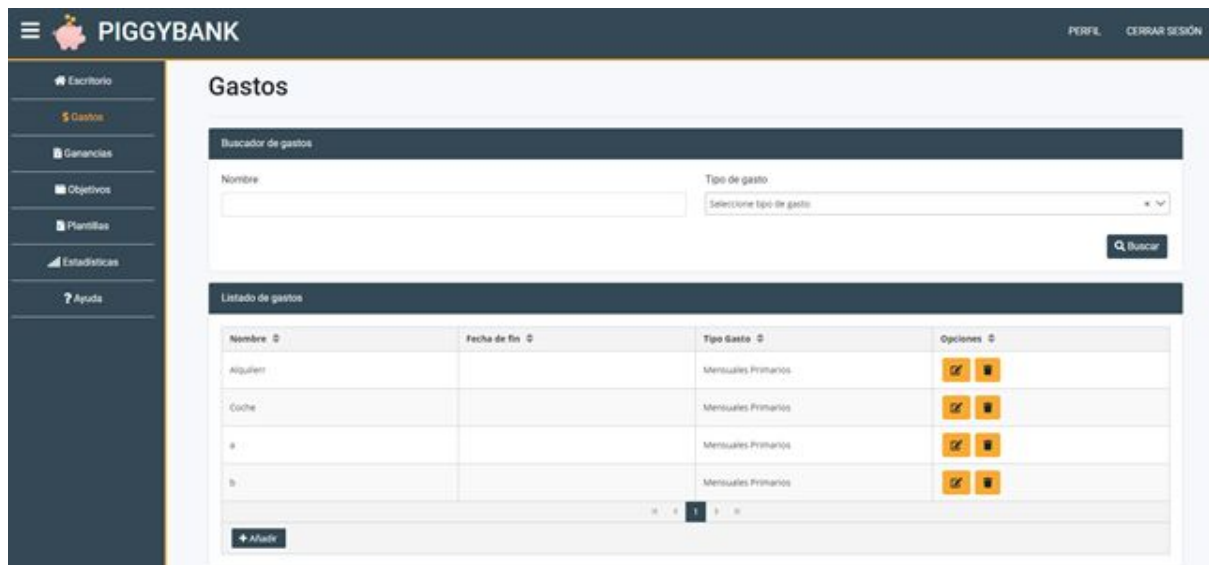 PIGGYBANK
PERFIL CERRAR SESIÓN
Escritorio
Gastos
Ganancias
Objetivos
Plantillas
Estadísticas
Ayuda
Gastos
Buscador de gastos
Nombre Tipo de gasto
Seleccione tipo de gasto
Buscar
Listado de gastos
Nombre Fecha de fin Tipo Gasto Opciones
Alquilerr Mensuales Primarios
Coche Mensuales Primarios
a Mensuales Primarios
b Mensuales Primarios
1
Añadir